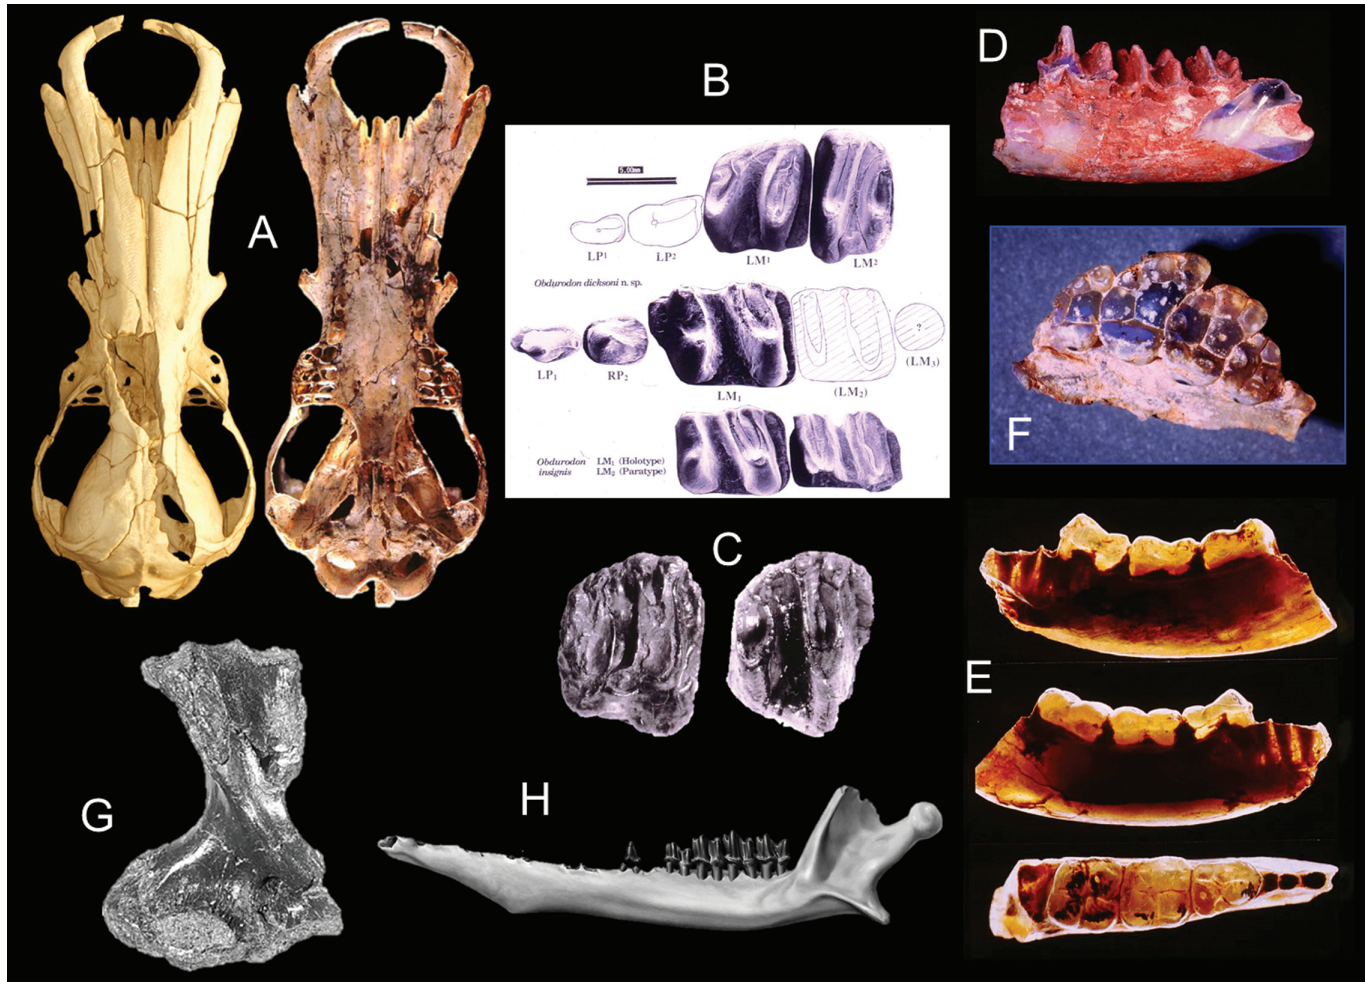 A
B
5.00mm
LP¹ LP² LM¹ LM²
Obdurodon dicksoni n. sp.
?
LP₁ RP₂ LM₁ (LM₂) (LM₃)
Obdurodon LM₁ (Holotype)
insignis LM₂ (Paratype)
C
D
F
E
G
H